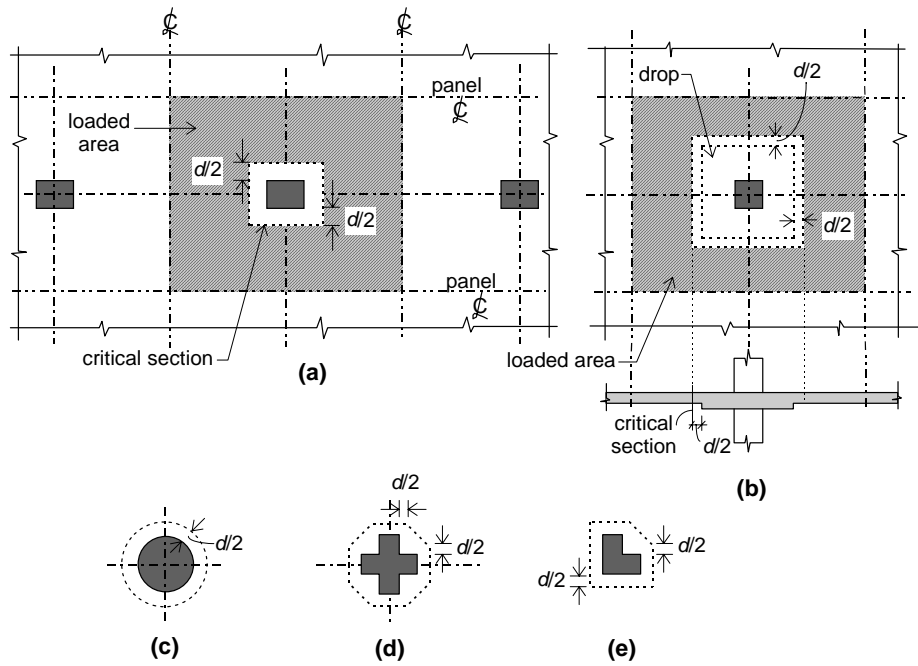 ℄
℄
panel
℄
loaded
area
d/2
d/2
panel
℄
critical section
(a)
drop
d/2
d/2
loaded area
critical
section
d/2
(b)
d/2
(c)
d/2
d/2
(d)
d/2
d/2
(e)